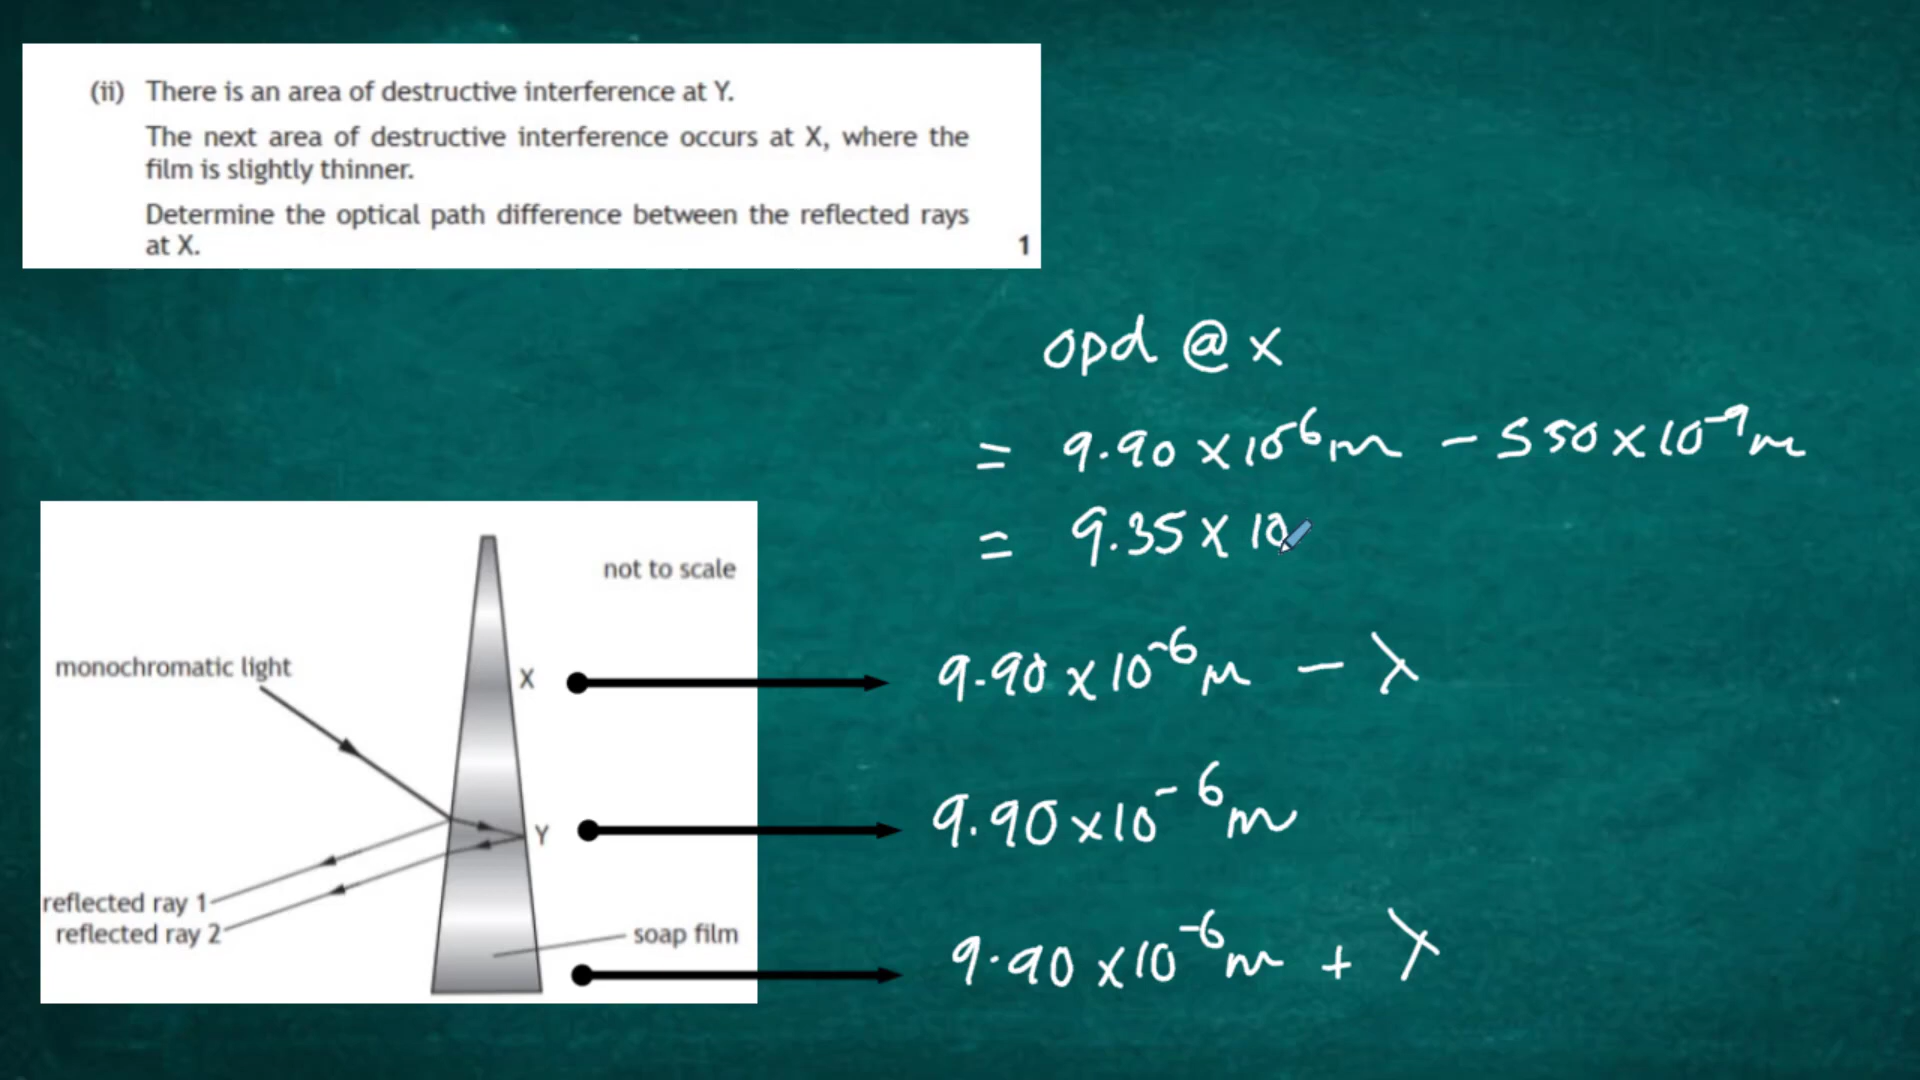 (ii) There is an area of destructive interference at Y.
The next area of destructive interference occurs at X, where the
film is slightly thinner.
Determine the optical path difference between the reflected rays
at X. 1
opd @ x
= 9.90 x 10⁻⁶m - 550 x 10⁻⁹m
= 9.35 x 10
not to scale
monochromatic light
X
9.90 x 10⁻⁶m - λ
Y
9.90 x 10⁻⁶m
reflected ray 1
reflected ray 2
soap film
9.90 x 10⁻⁶m + λ